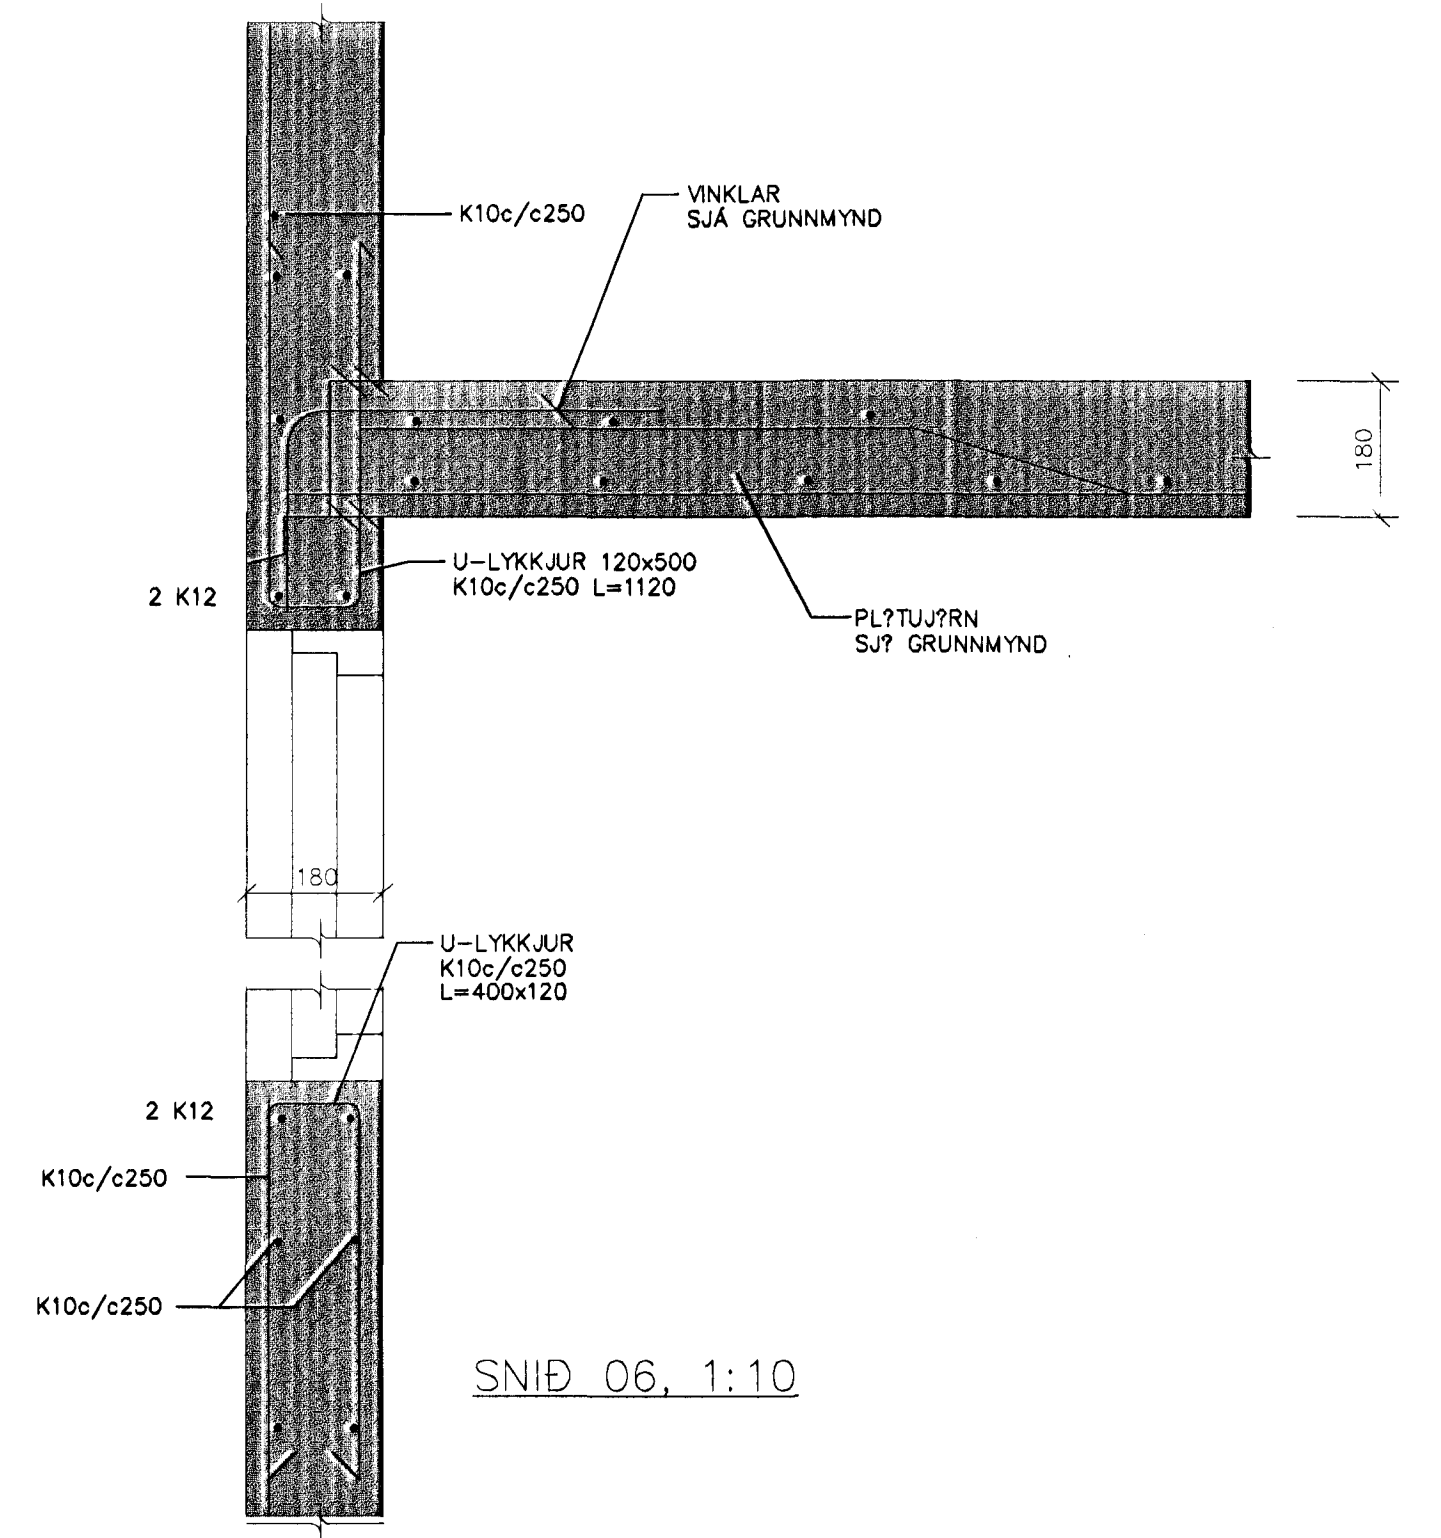 K10c/c250
VINKLAR
SJÁ GRUNNMYND
180
U-LYKKJUR 120x500
K10c/c250 L=1120
2 K12
PL?TUJ?RN
SJ? GRUNNMYND
180
U-LYKKJUR
K10c/c250
L=400x120
2 K12
K10c/c250
K10c/c250
SNIÐ 06, 1:10